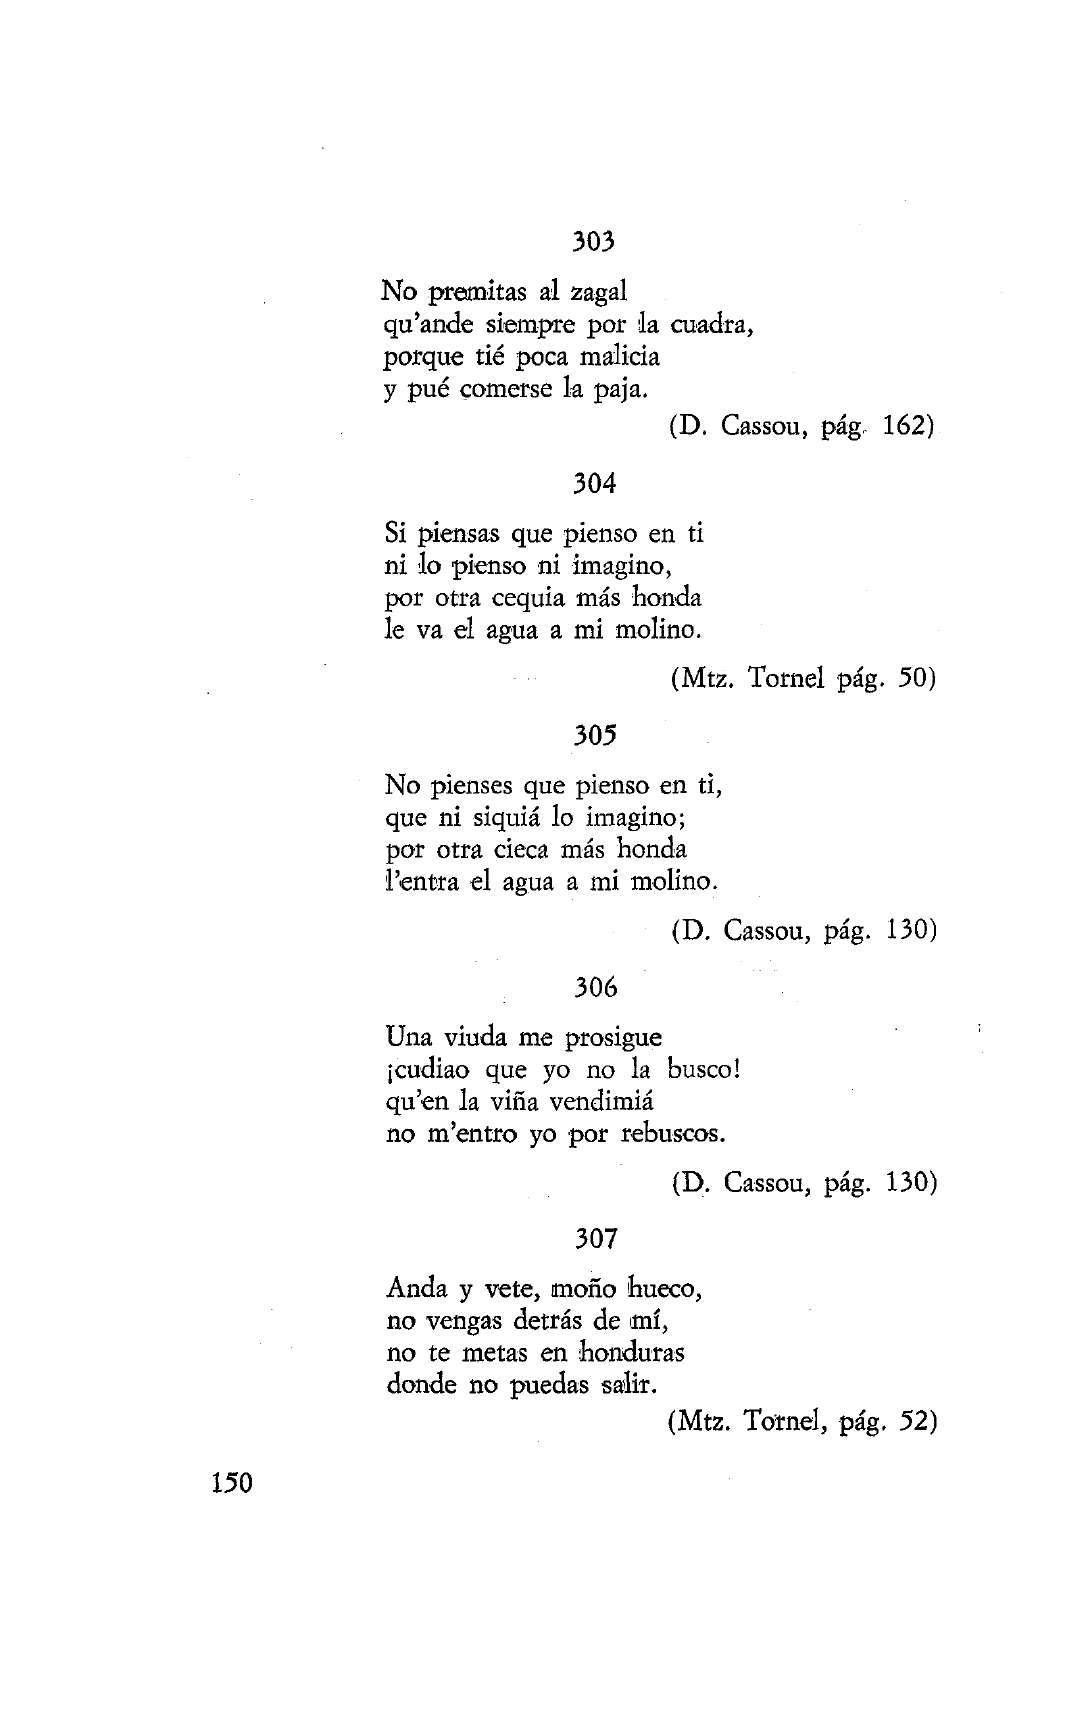 303
No premitas al zagal
qu'ande siempre por la cuadra,
porque tié poca malicia
y pué comerse la paja.
(D. Cassou, pág. 162)
304
Si piensas que pienso en ti
ni lo pienso ni imagino,
por otra cequia más honda
le va el agua a mi molino.
(Mtz. Tornel pág. 50)
305
No pienses que pienso en ti,
que ni siquiá lo imagino;
por otra cieca más honda
l'entra el agua a mi molino.
(D. Cassou, pág. 130)
306
Una viuda me prosigue
¡cudiao que yo no la busco!
qu'en la viña vendimiá
no m'entro yo por rebuscos.
(D. Cassou, pág. 130)
307
Anda y vete, moño hueco,
no vengas detrás de mí,
no te metas en honduras
donde no puedas salir.
(Mtz. Tornel, pág. 52)
150